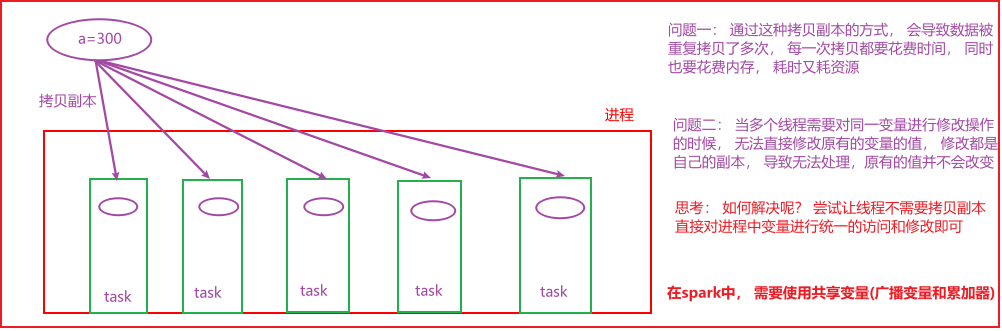 a=300
拷贝副本
进程
task
task
task
task
task
问题一： 通过这种拷贝副本的方式， 会导致数据被
重复拷贝了多次， 每一次拷贝都要花费时间， 同时
也要花费内存， 耗时又耗资源
问题二： 当多个线程需要对同一变量进行修改操作
的时候， 无法直接修改原有的变量的值， 修改都是
自己的副本， 导致无法处理，原有的值并不会改变
思考： 如何解决呢？ 尝试让线程不需要拷贝副本
直接对进程中变量进行统一的访问和修改即可
在spark中， 需要使用共享变量(广播变量和累加器)